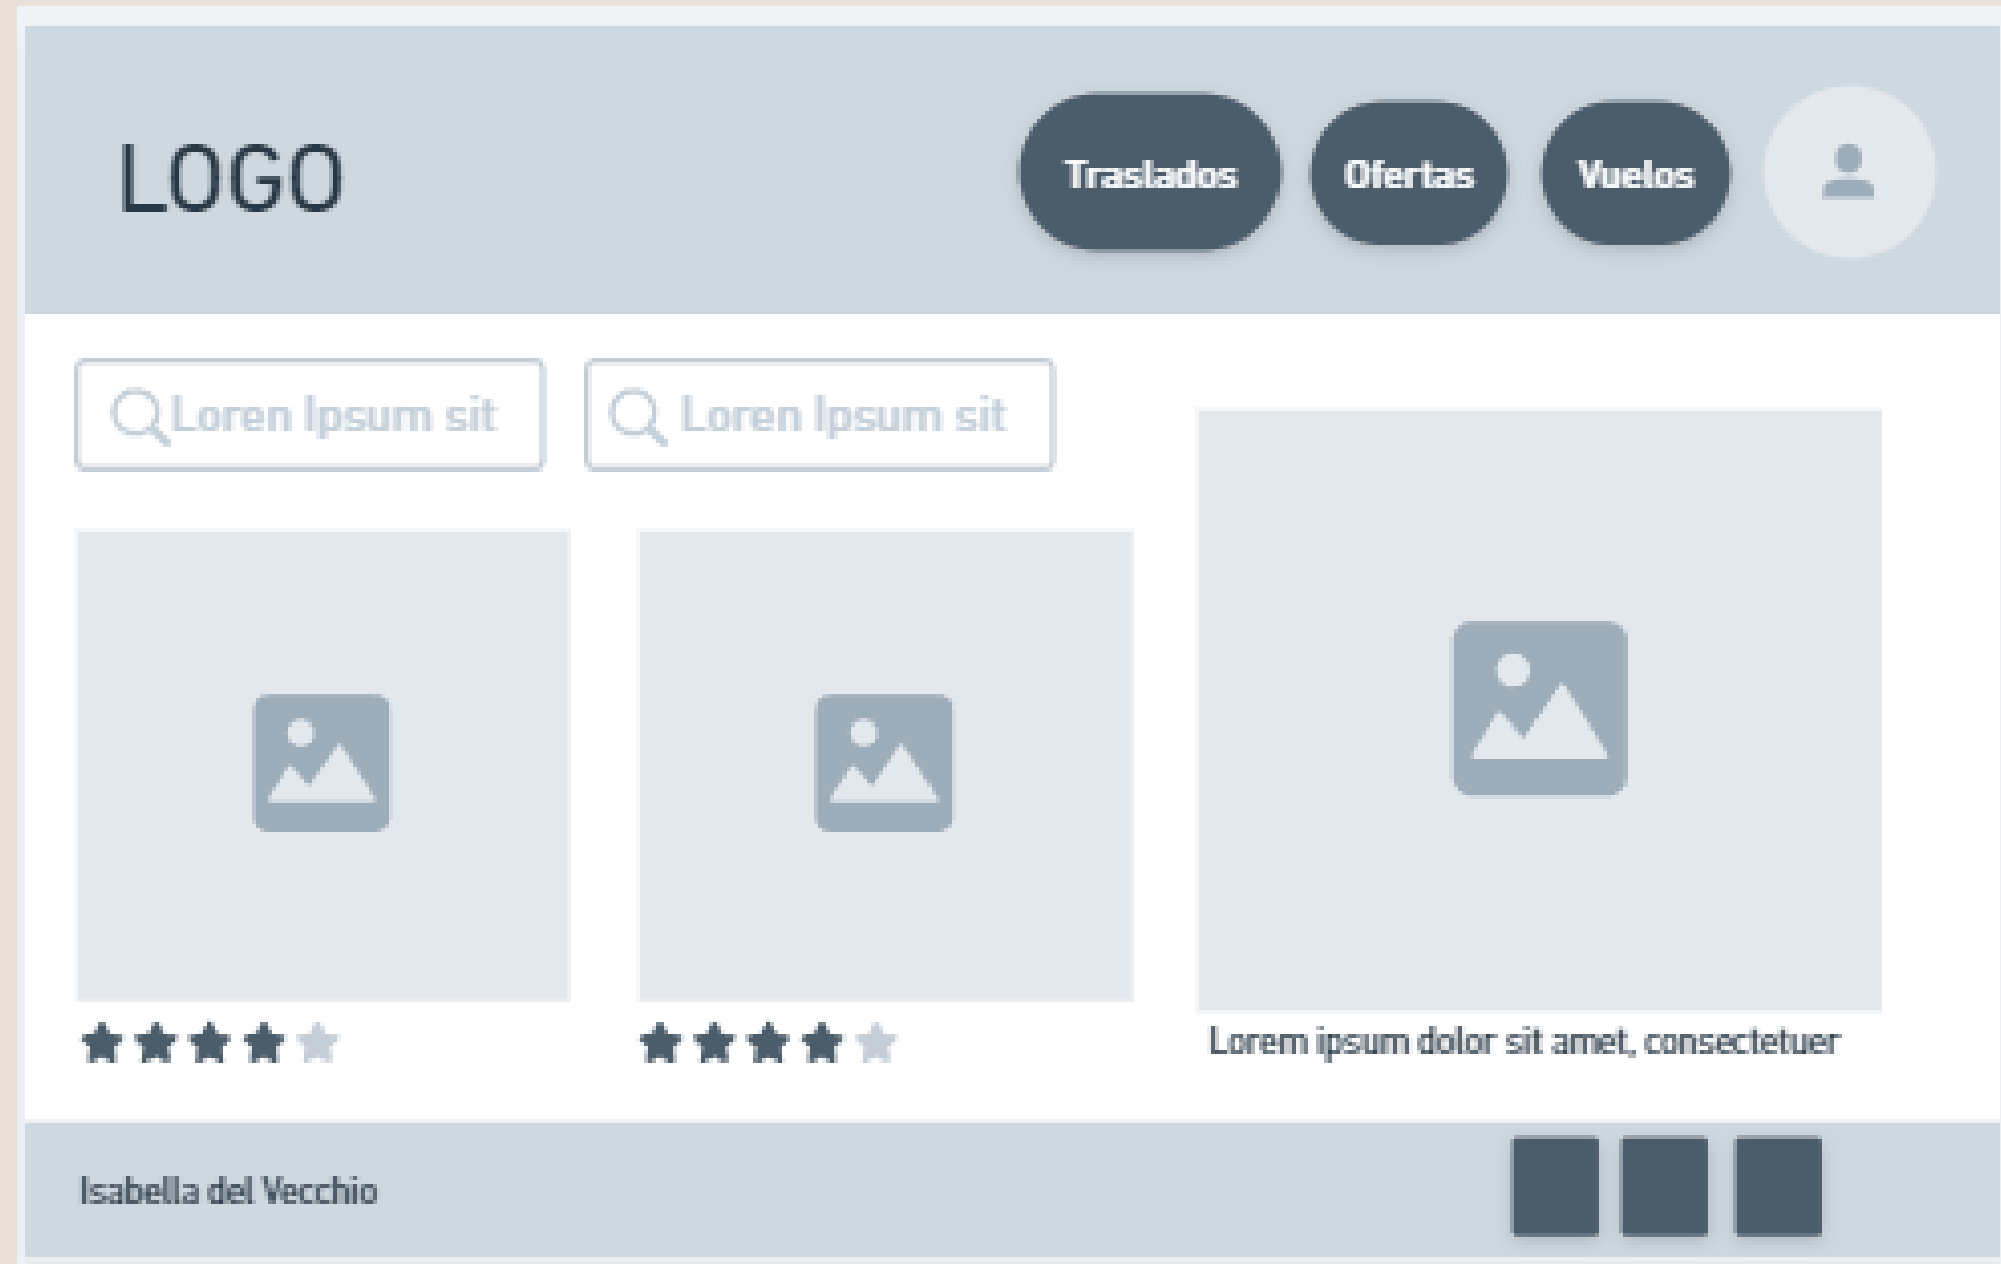 LOGO
Traslados
Ofertas
Vuelos
Loren Ipsum sit
Loren Ipsum sit
Lorem ipsum dolor sit amet, consectetuer
Isabella del Vecchio